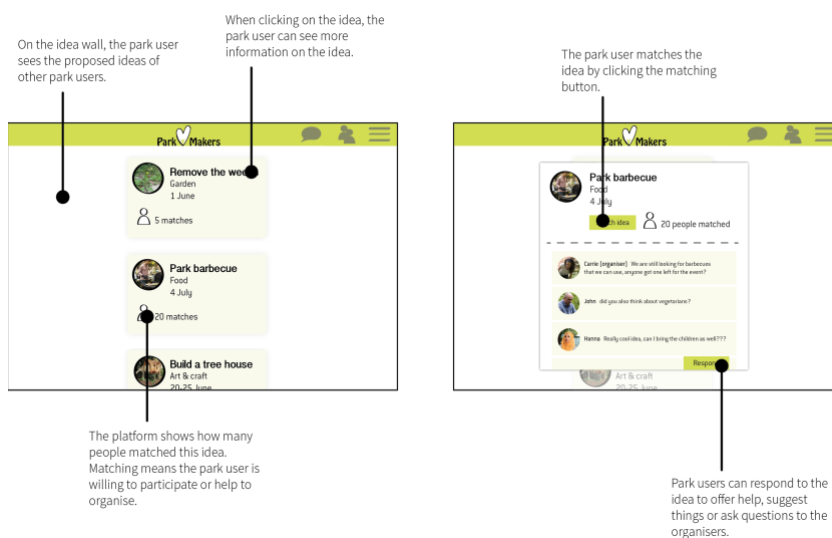 When clicking on the idea, the
park user can see more
information on the idea.
On the idea wall, the park user
sees the proposed ideas of
other park users.
The park user matches the
idea by clicking the matching
button.
Park Makers
Remove the wee
Garden
1 June
5 matches
Park barbecue
Food
4 July
20 matches
Build a tree house
Art & craft
20-25 June
The platform shows how many
people matched this idea.
Matching means the park user is
willing to participate or help to
organise.
Park Makers
Park barbecue
Food
4 July
idea
20 people matched
Carrie (organiser) We are still looking for barbecues
that we can use, anyone got one left for the event?
John did you also think about vegetarians?
Hanna Really cool idea, can I bring the children as well???
Respon
Art & craft
20-25 June
Park users can respond to the
idea to offer help, suggest
things or ask questions to the
organisers.